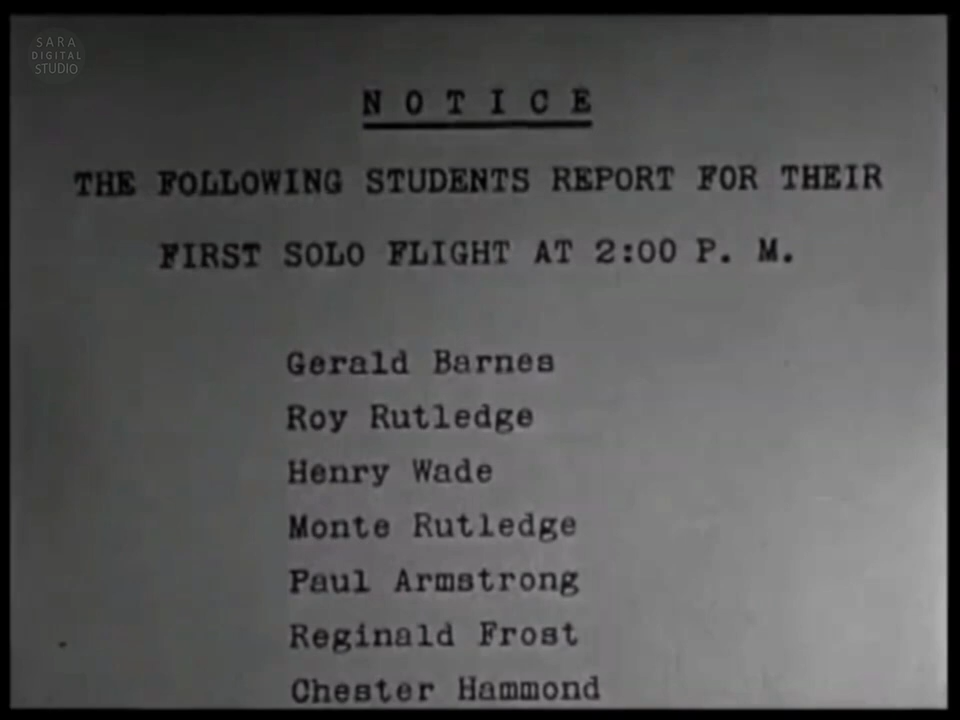 SARA
DIGITAL
STUDIO
NOTICE
THE FOLLOWING STUDENTS REPORT FOR THEIR
FIRST SOLO FLIGHT AT 2:00 P. M.
Gerald Barnes
Roy Rutledge
Henry Wade
Monte Rutledge
Paul Armstrong
Reginald Frost
Chester Hammond